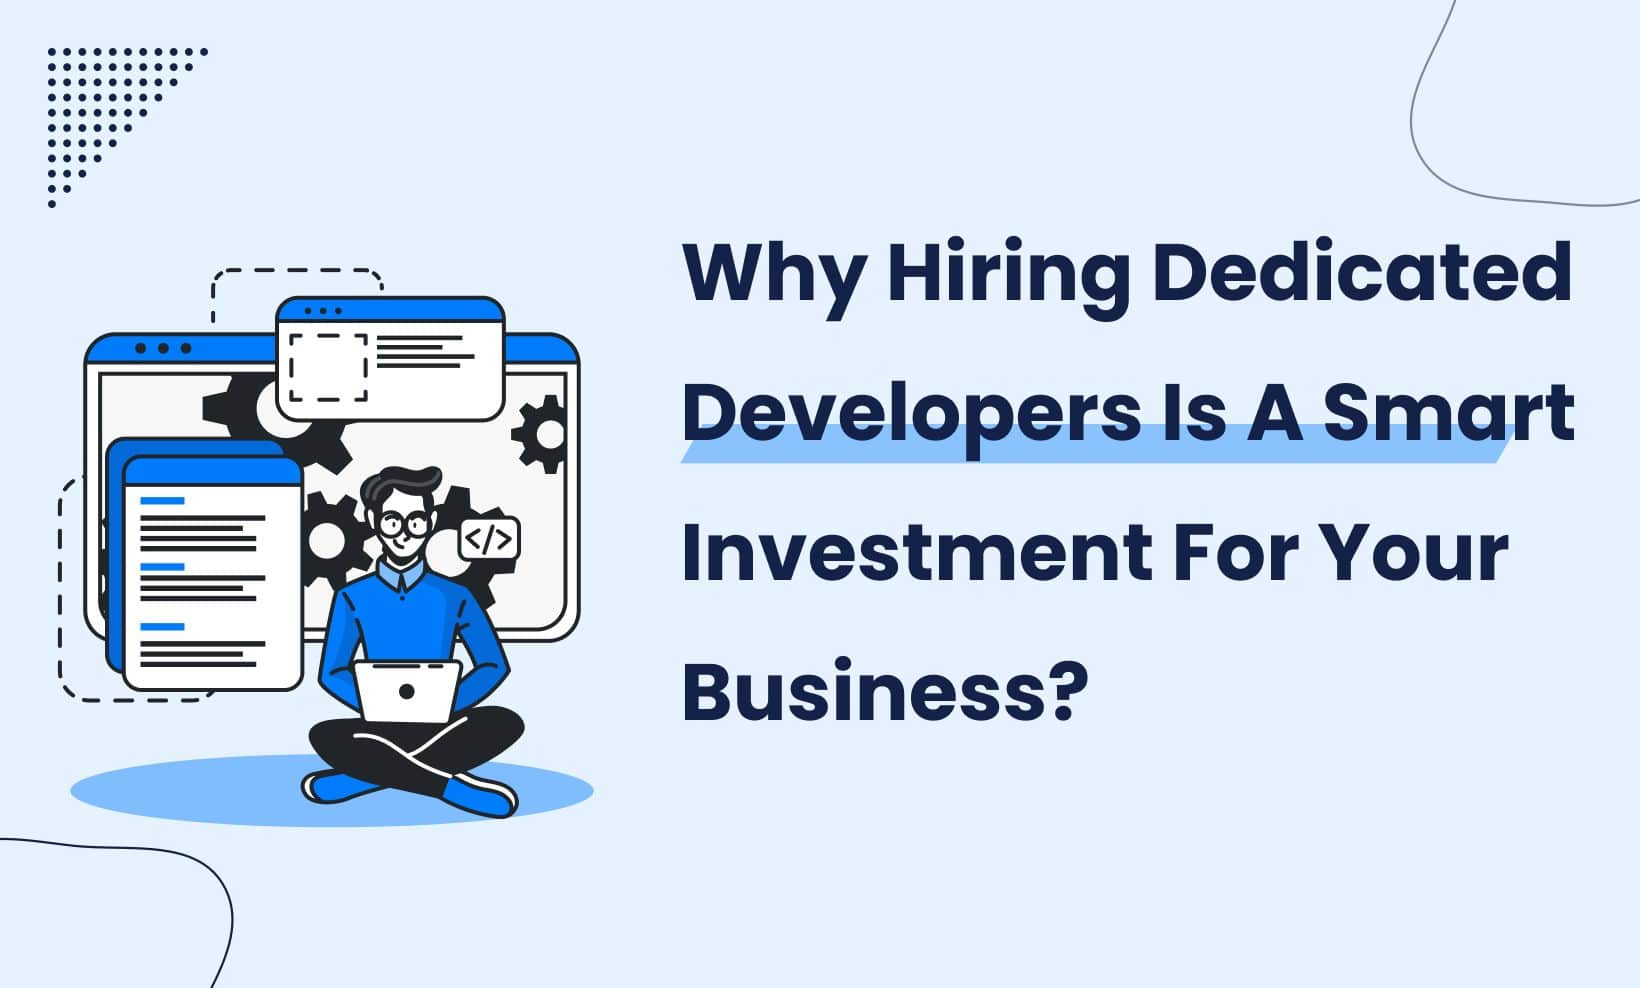 Why Hiring Dedicated
Developers Is A Smart
Investment For Your
Business?
</>